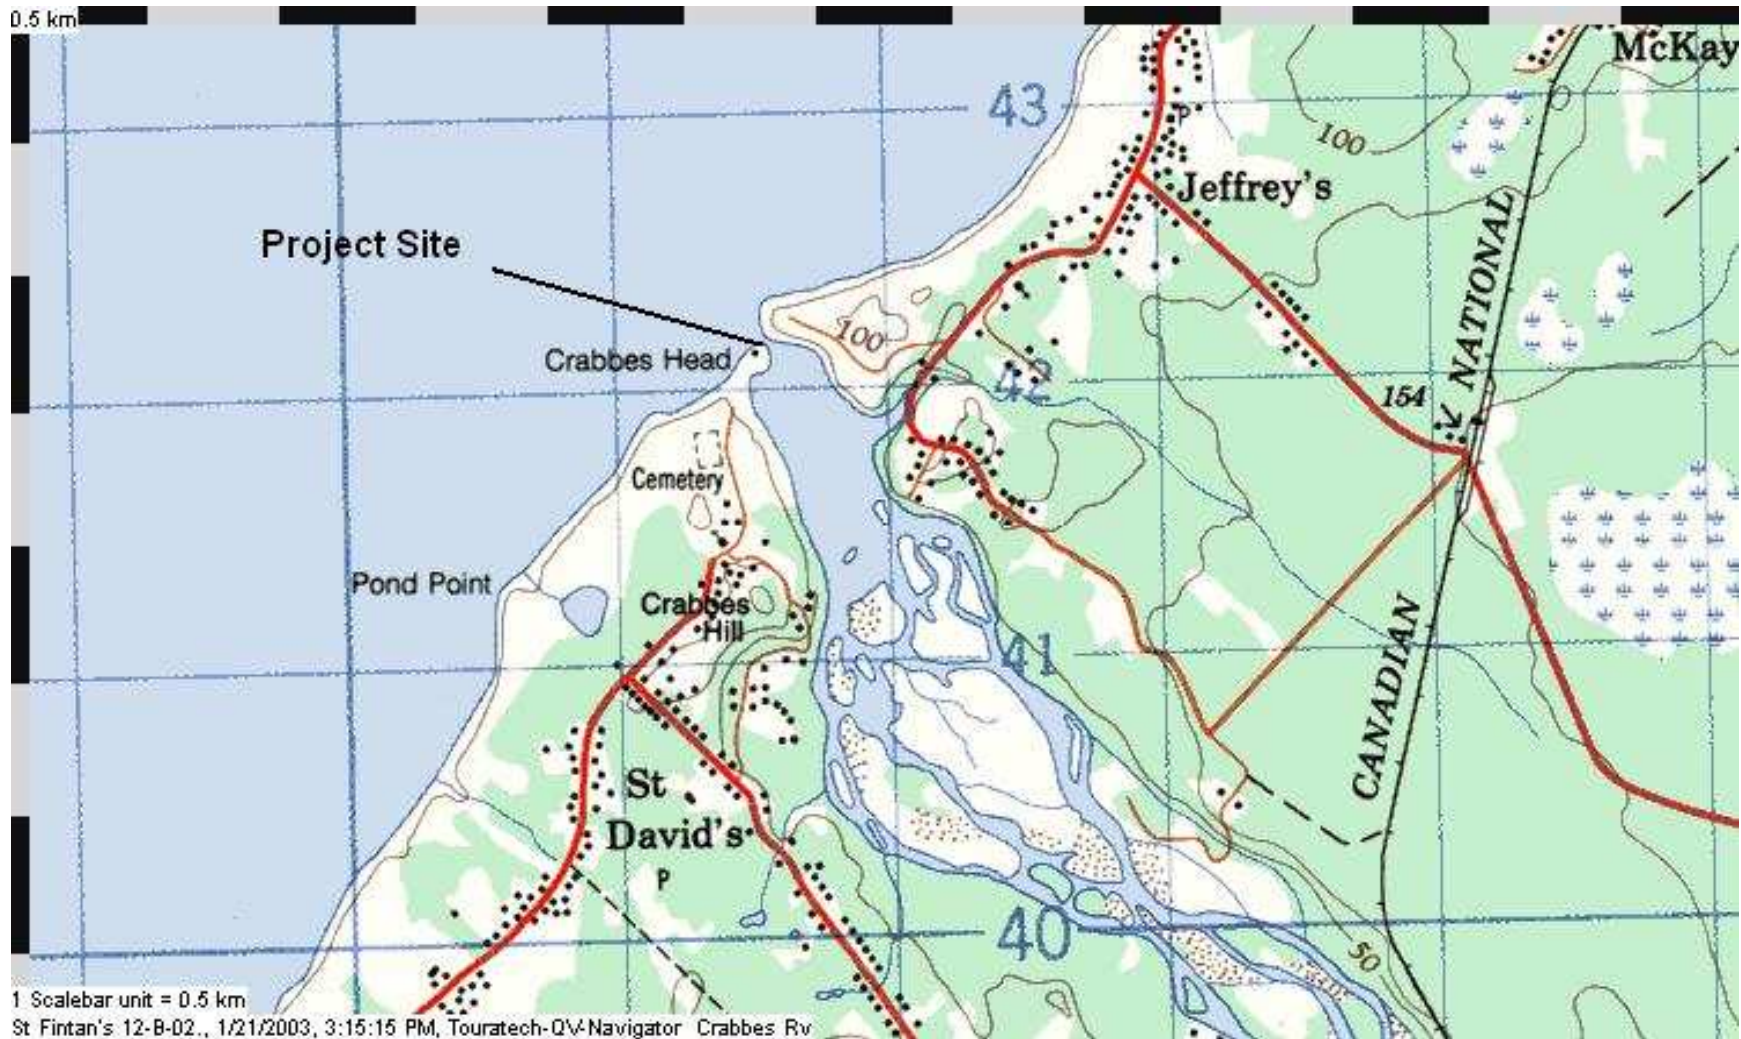 0.5 km
McKay
43
100
P
Jeffrey's
Project Site
NATIONAL
100
Crabbes Head
42
154
Cemetery
Pond Point
Crabbes
Hill
41
CANADIAN
St
David's
P
40
50
1 Scalebar unit = 0.5 km
St Fintan's 12-B-02., 1/21/2003, 3:15:15 PM, Touratech-QV-Navigator Crabbes Rv